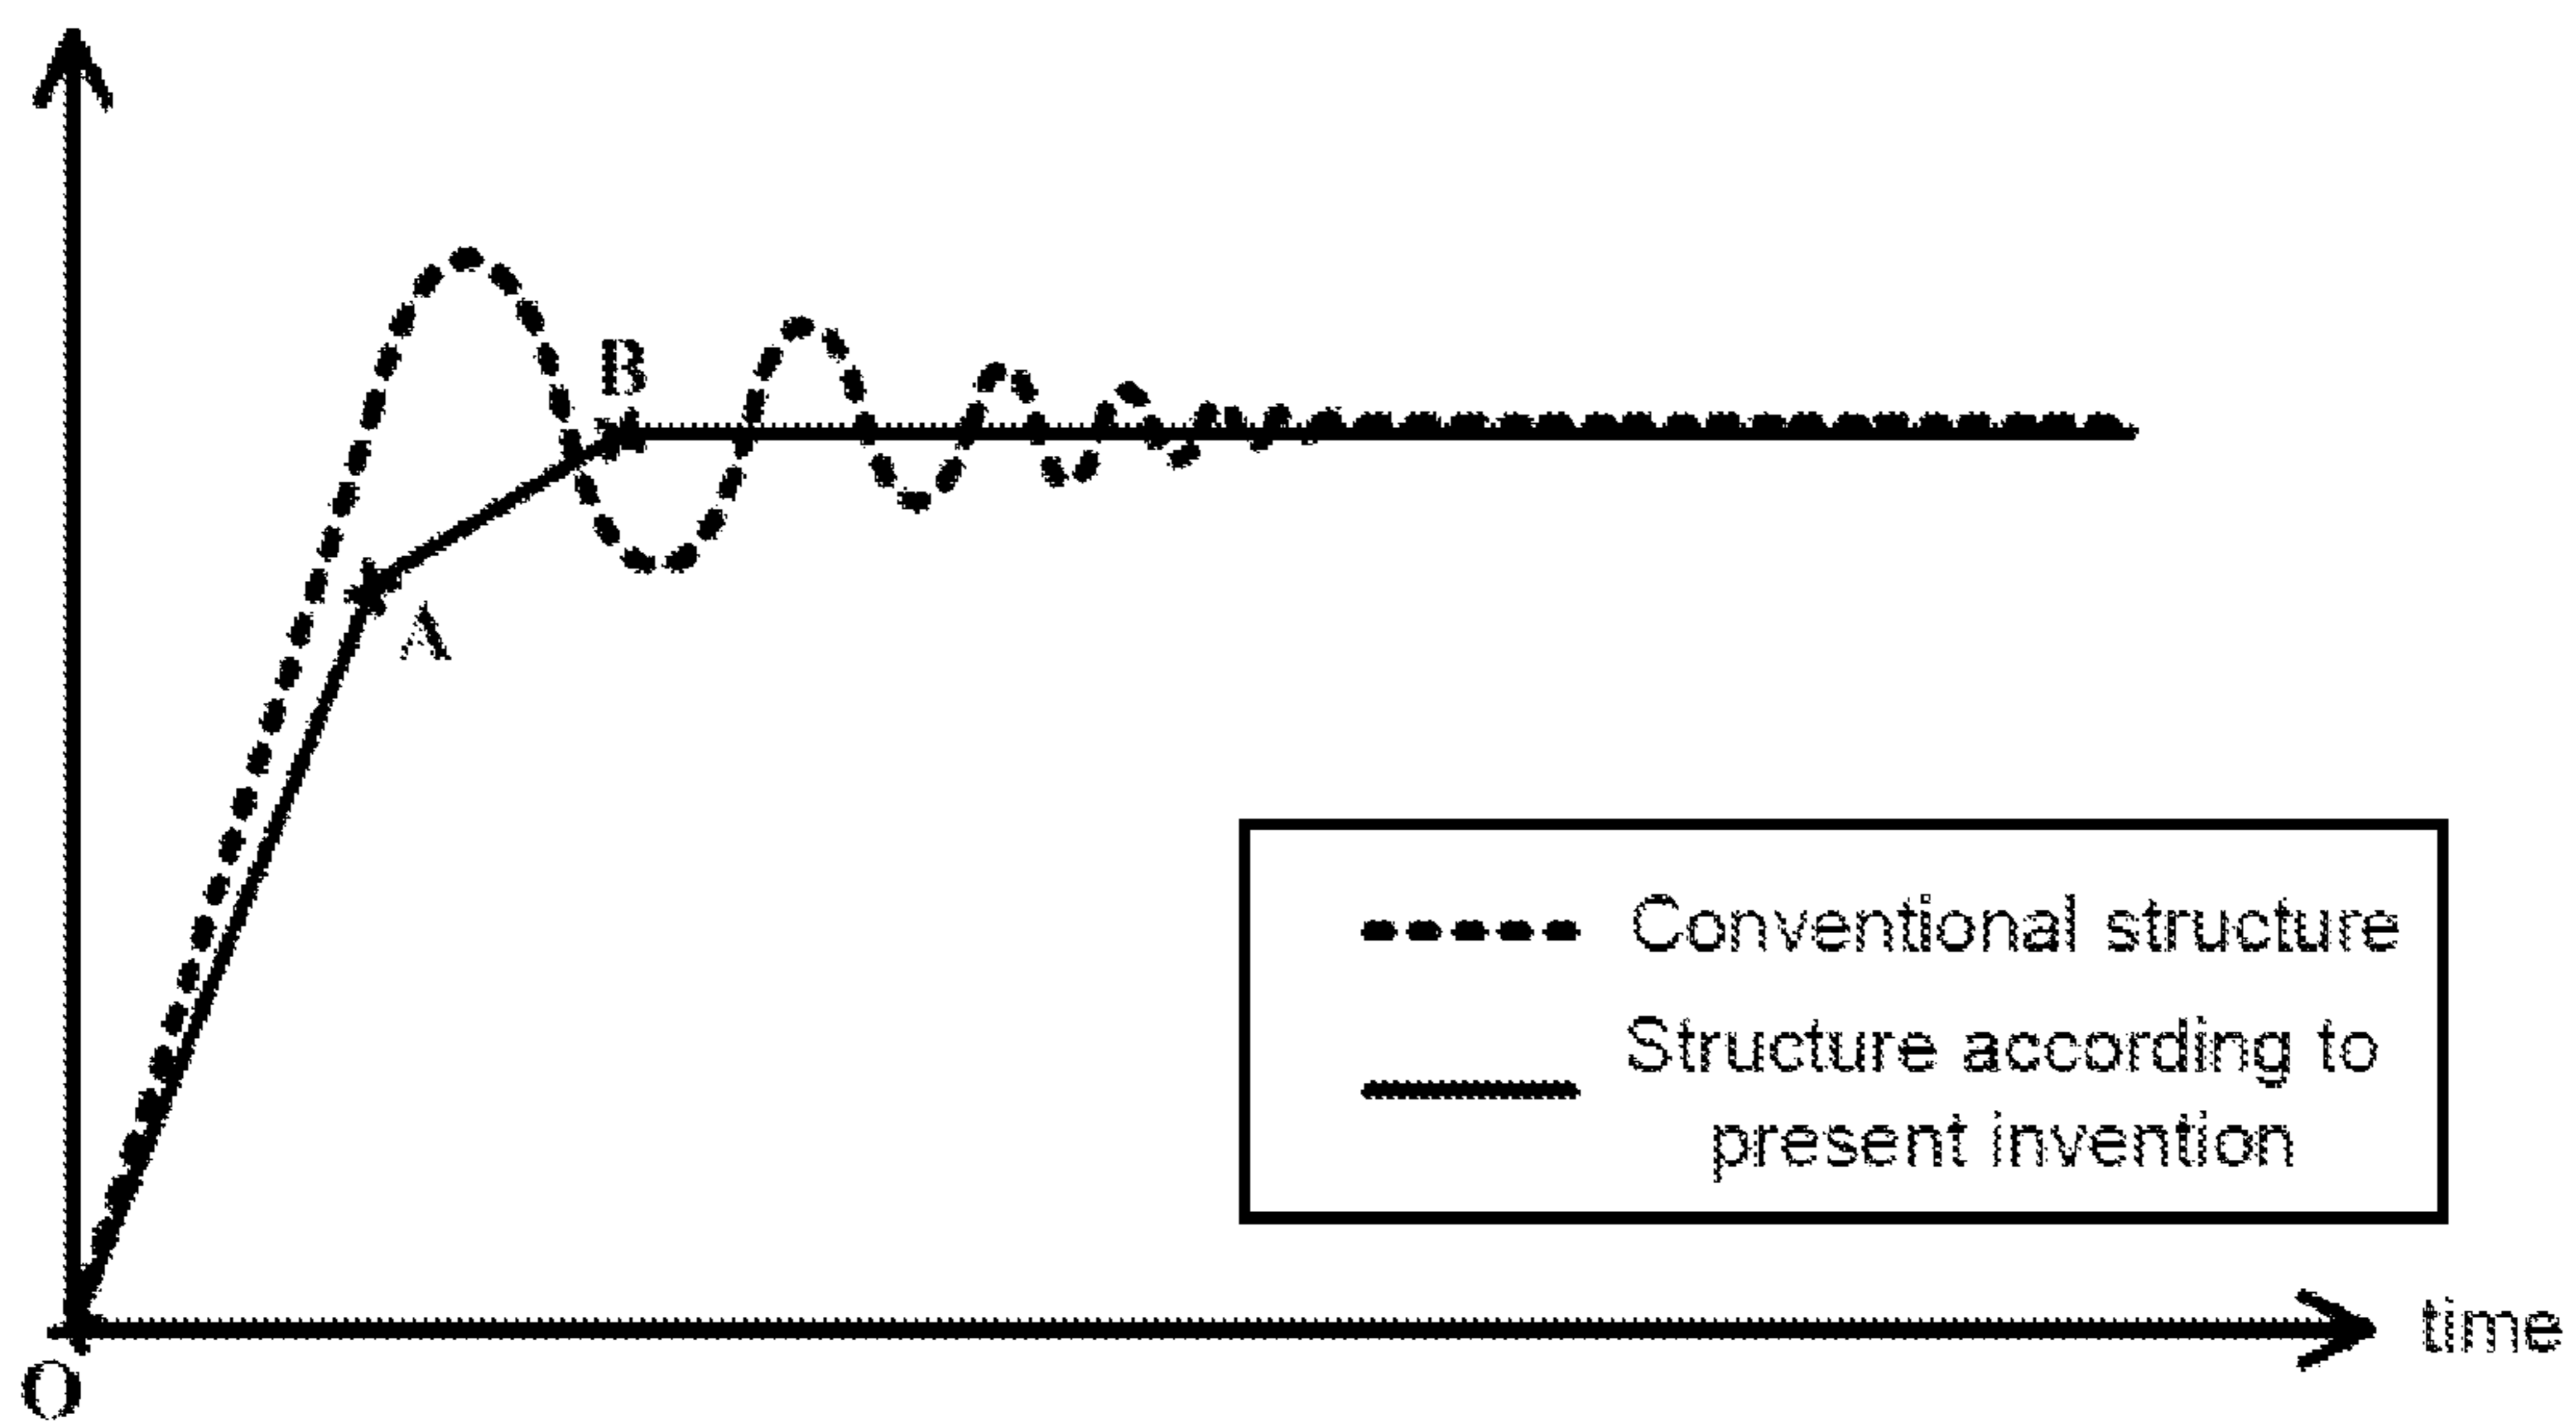 B
A
Conventional structure
Structure according to
present invention
time
O